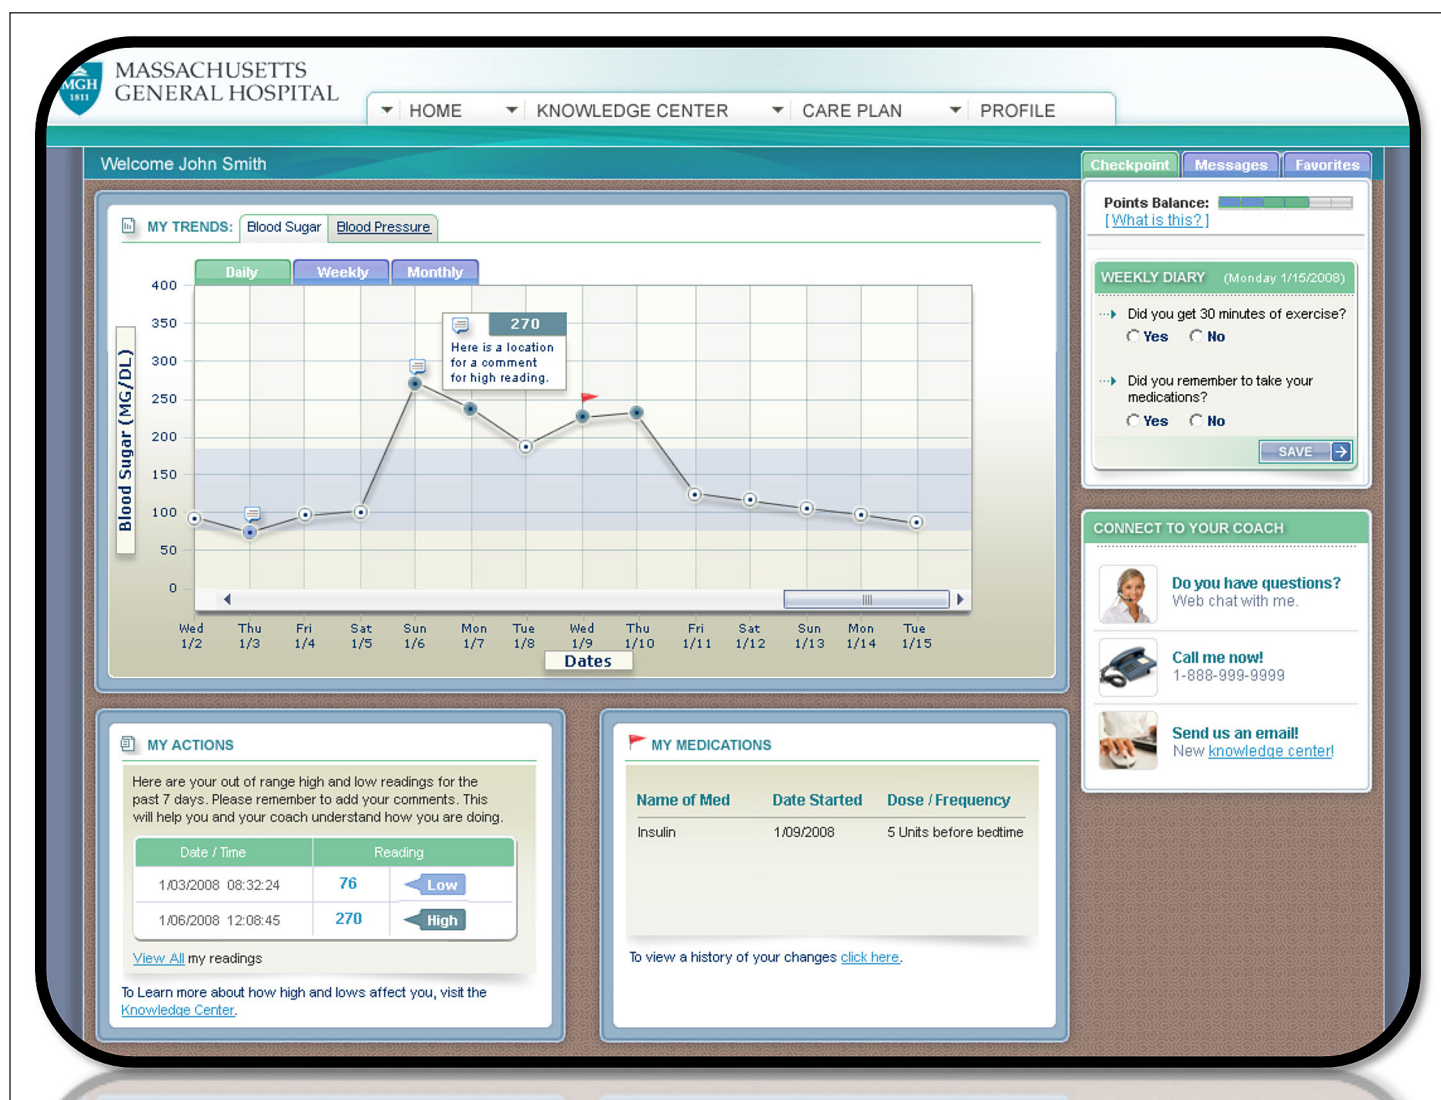 MGH
1811
MASSACHUSETTS
GENERAL HOSPITAL
HOME
KNOWLEDGE CENTER
CARE PLAN
PROFILE
Welcome John Smith
Checkpoint
Messages
Favorites
MY TRENDS:
Blood Sugar
Blood Pressure
Daily
Weekly
Monthly
Blood Sugar (MG/DL)
400
350
300
250
200
150
100
50
0
270
Here is a location
for a comment
for high reading.
Wed 1/2
Thu 1/3
Fri 1/4
Sat 1/5
Sun 1/6
Mon 1/7
Tue 1/8
Wed 1/9
Thu 1/10
Fri 1/11
Sat 1/12
Sun 1/13
Mon 1/14
Tue 1/15
Dates
Points Balance:
[ What is this? ]
WEEKLY DIARY (Monday 1/15/2008)
Did you get 30 minutes of exercise?
Yes No
Did you remember to take your
medications?
Yes No
SAVE
CONNECT TO YOUR COACH
Do you have questions?
Web chat with me.
Call me now!
1-888-999-9999
Send us an email!
New knowledge center!
MY ACTIONS
Here are your out of range high and low readings for the
past 7 days. Please remember to add your comments. This
will help you and your coach understand how you are doing.
Date / Time Reading
1/03/2008 08:32:24 76 Low
1/06/2008 12:08:45 270 High
View All my readings
To Learn more about how high and lows affect you, visit the
Knowledge Center.
MY MEDICATIONS
Name of Med Date Started Dose / Frequency
Insulin 1/09/2008 5 Units before bedtime
To view a history of your changes click here.